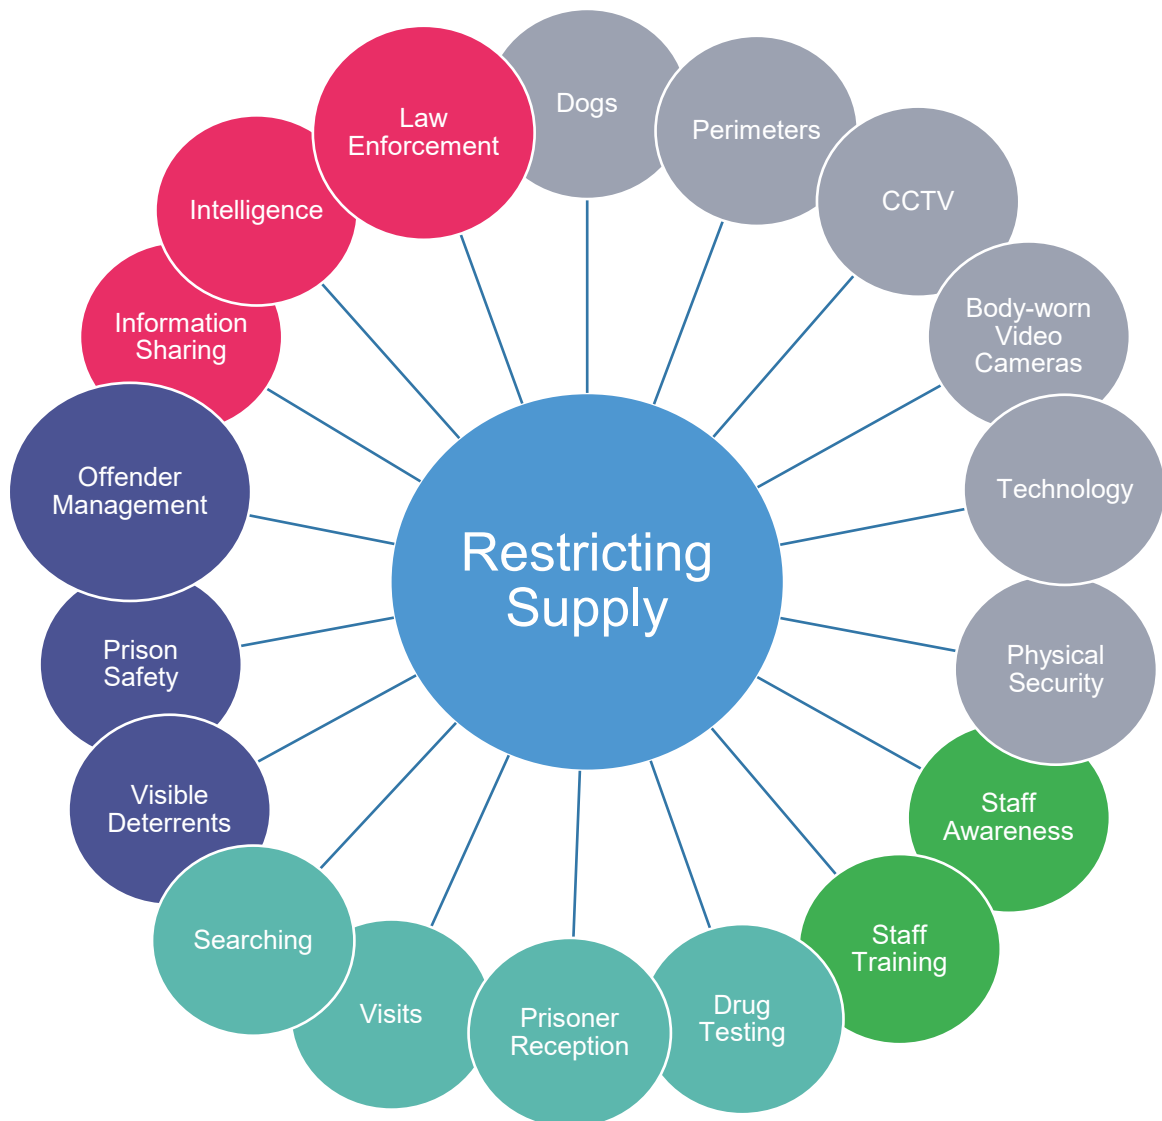 Restricting
Supply
Dogs
Perimeters
CCTV
Body-worn
Video
Cameras
Technology
Physical
Security
Staff
Awareness
Staff
Training
Drug
Testing
Prisoner
Reception
Visits
Searching
Visible
Deterrents
Prison
Safety
Offender
Management
Information
Sharing
Intelligence
Law
Enforcement